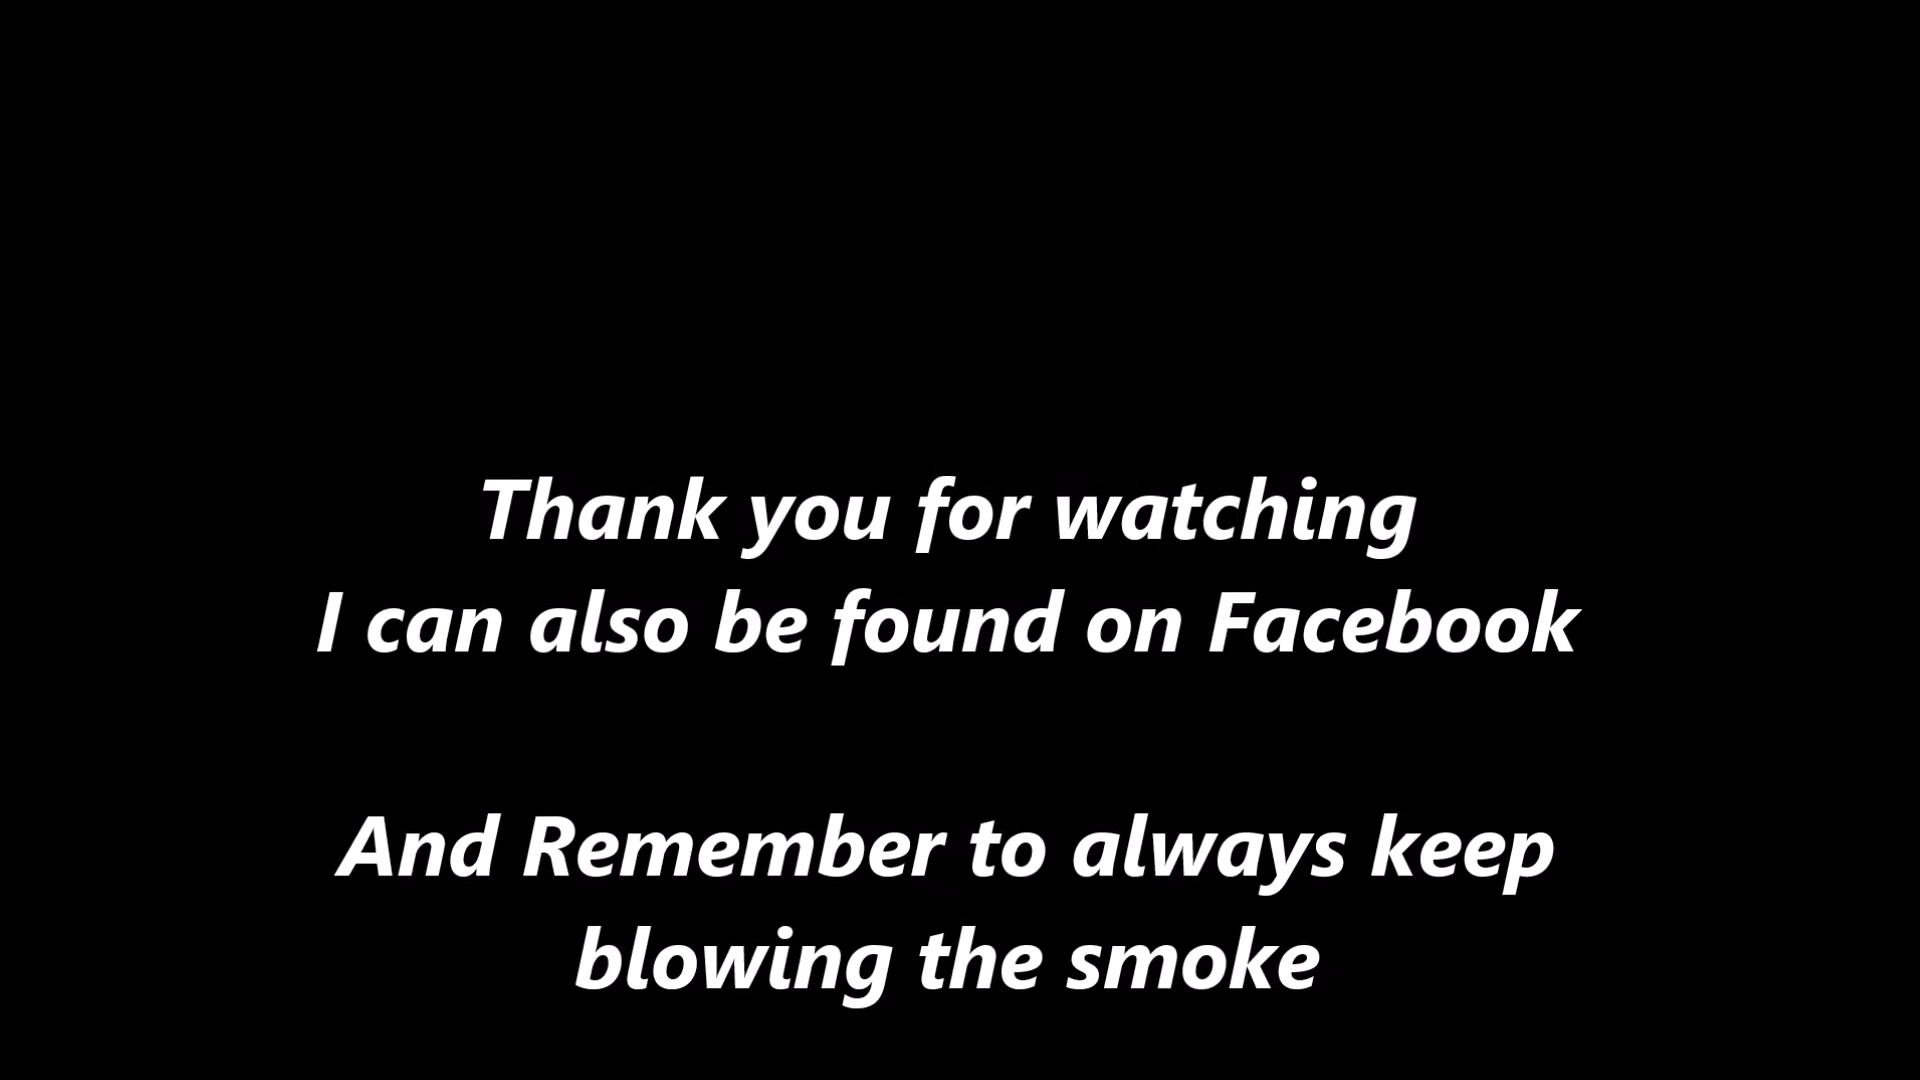 Thank you for watching
I can also be found on Facebook
And Remember to always keep
blowing the smoke